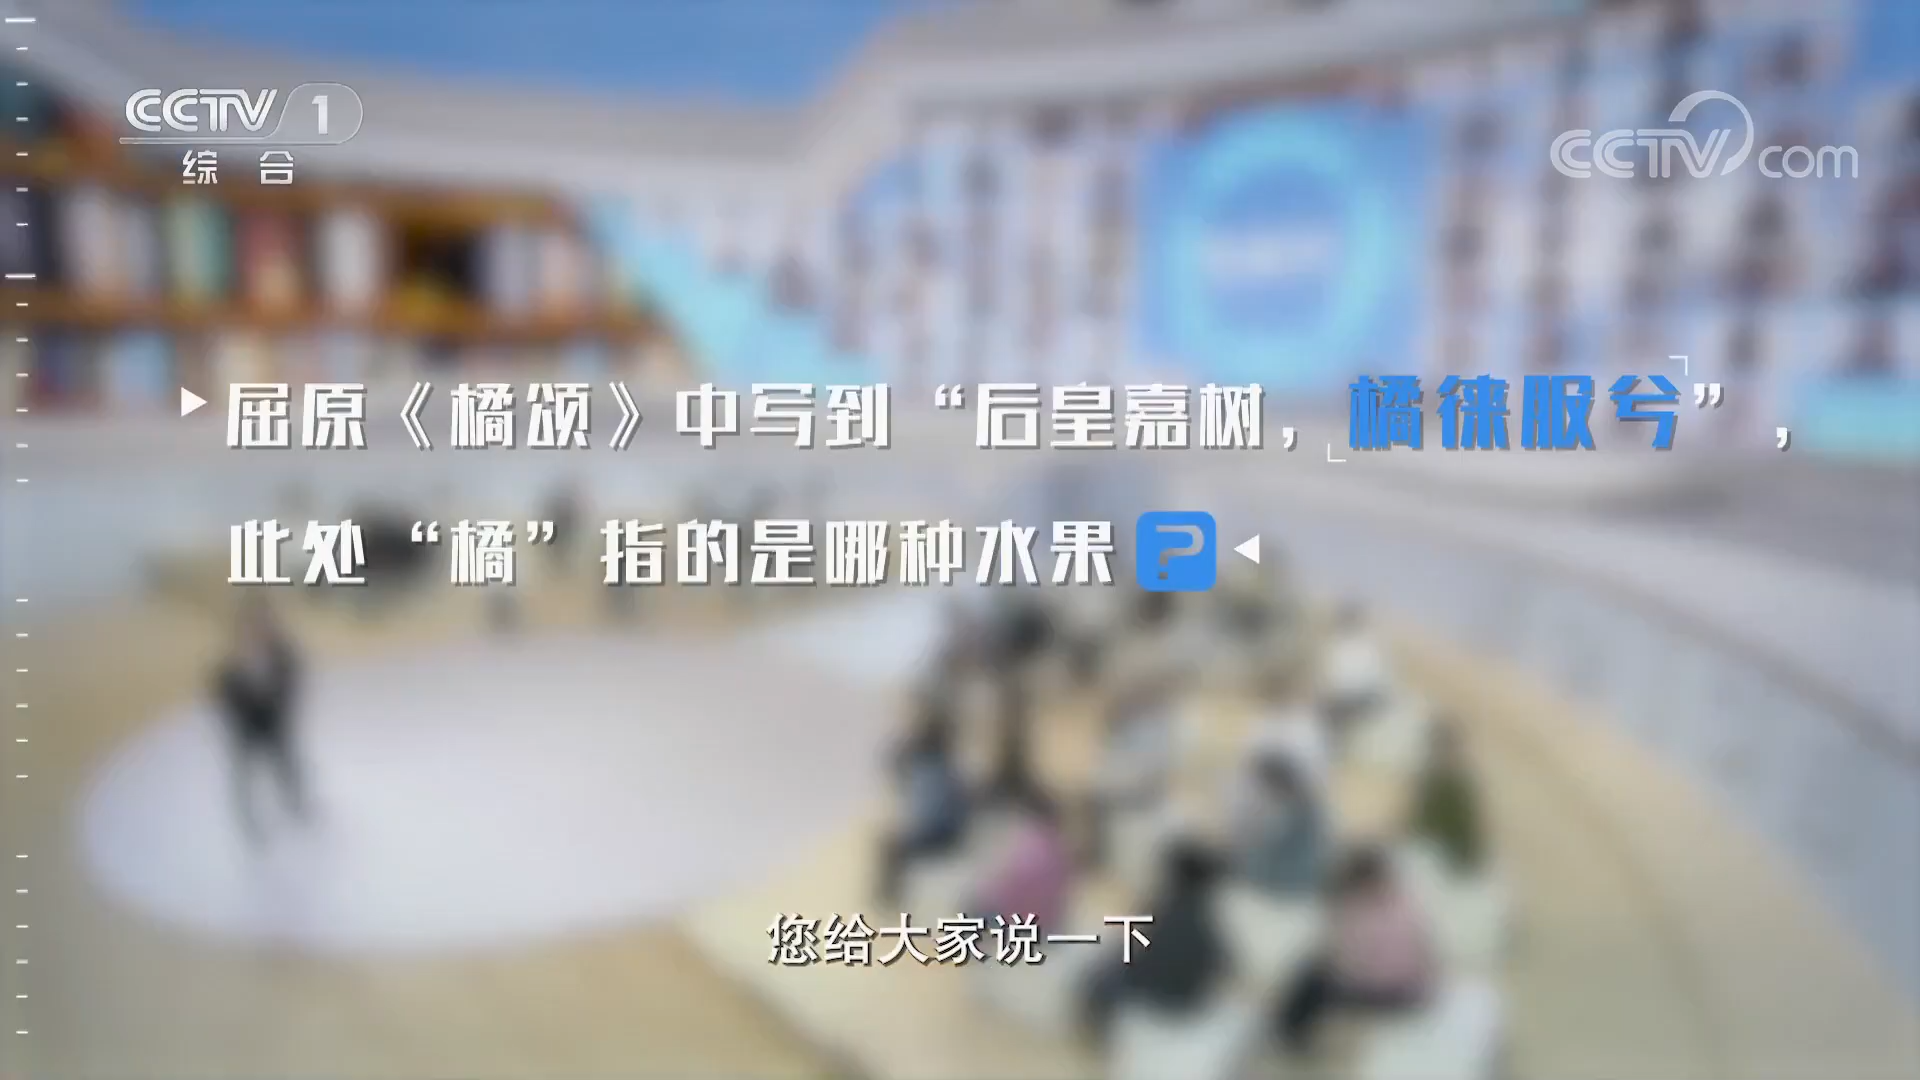 CCTV 1
综合
CCTV.com
屈原《橘颂》中写到“后皇嘉树，橘徕服兮”，
此处“橘”指的是哪种水果?
您给大家说一下